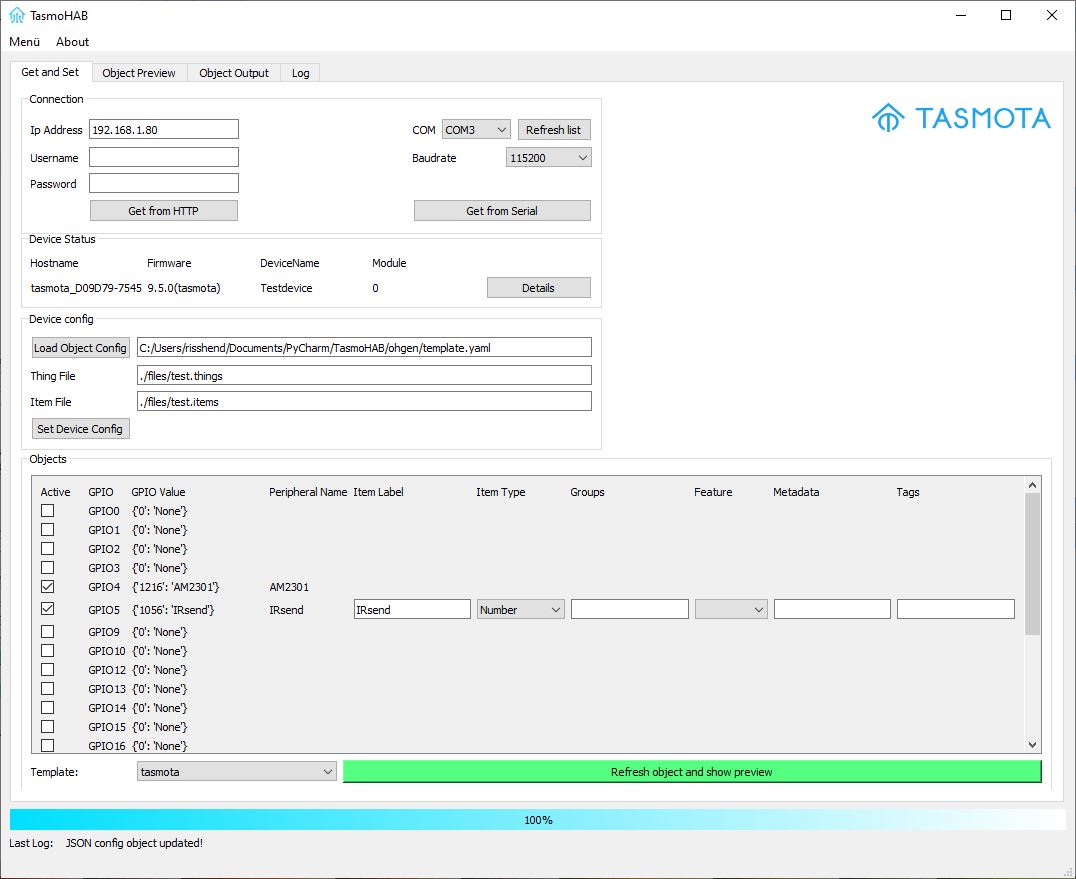 TasmoHAB
Menü About
Get and Set Object Preview Object Output Log
TASMOTA
Connection
Ip Address 192.168.1.80 COM COM3 Refresh list
Username Baudrate 115200
Password
Get from HTTP Get from Serial
Device Status
Hostname Firmware DeviceName Module
tasmota_D09D79-7545 9.5.0(tasmota) Testdevice 0 Details
Device config
Load Object Config C:/Users/risshend/Documents/PyCharm/TasmoHAB/ohgen/template.yaml
Thing File ./files/test.things
Item File ./files/test.items
Set Device Config
Objects
Active GPIO GPIO Value Peripheral Name Item Label Item Type Groups Feature Metadata Tags
GPIO0 {'0': 'None'}
GPIO1 {'0': 'None'}
GPIO2 {'0': 'None'}
GPIO3 {'0': 'None'}
GPIO4 {'1216': 'AM2301'} AM2301
GPIO5 {'1056': 'IRsend'} IRsend IRsend Number
GPIO9 {'0': 'None'}
GPIO10 {'0': 'None'}
GPIO12 {'0': 'None'}
GPIO13 {'0': 'None'}
GPIO14 {'0': 'None'}
GPIO15 {'0': 'None'}
GPIO16 {'0': 'None'}
Template: tasmota Refresh object and show preview
100%
Last Log: JSON config object updated!